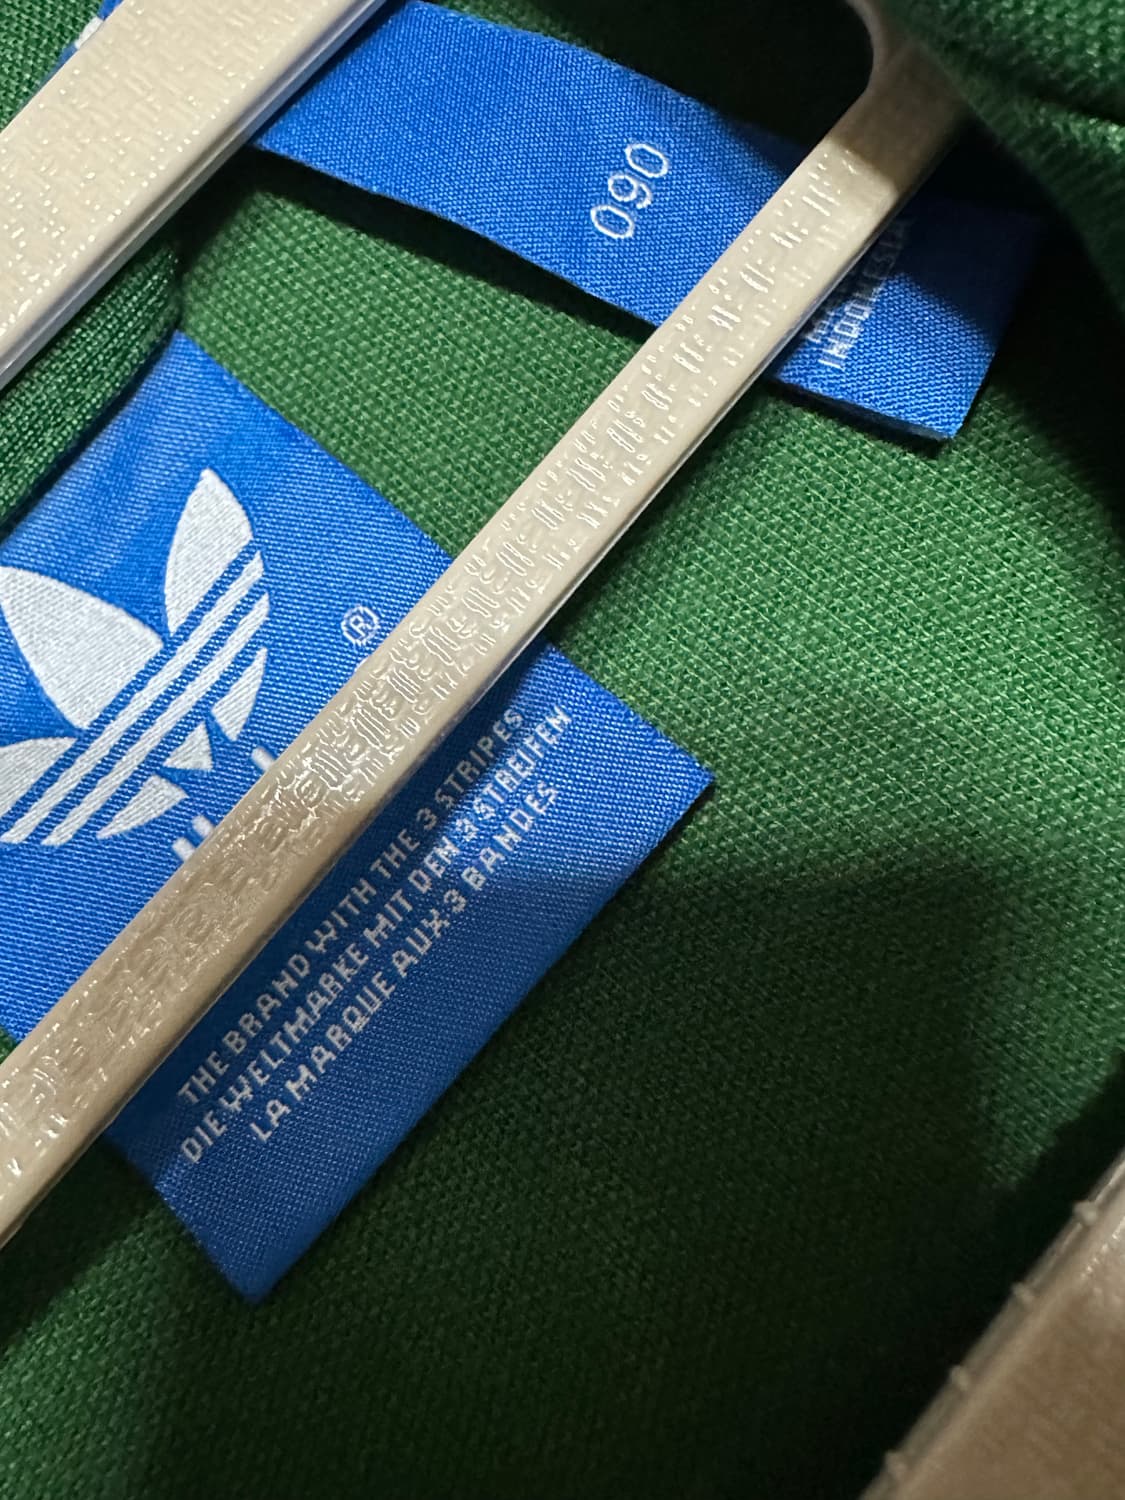 090
INDONESIA
®
THE BRAND WITH THE 3 STRIPES
DIE WELTMARKE MIT DEN 3 STREIFEN
LA MARQUE AUX 3 BANDES